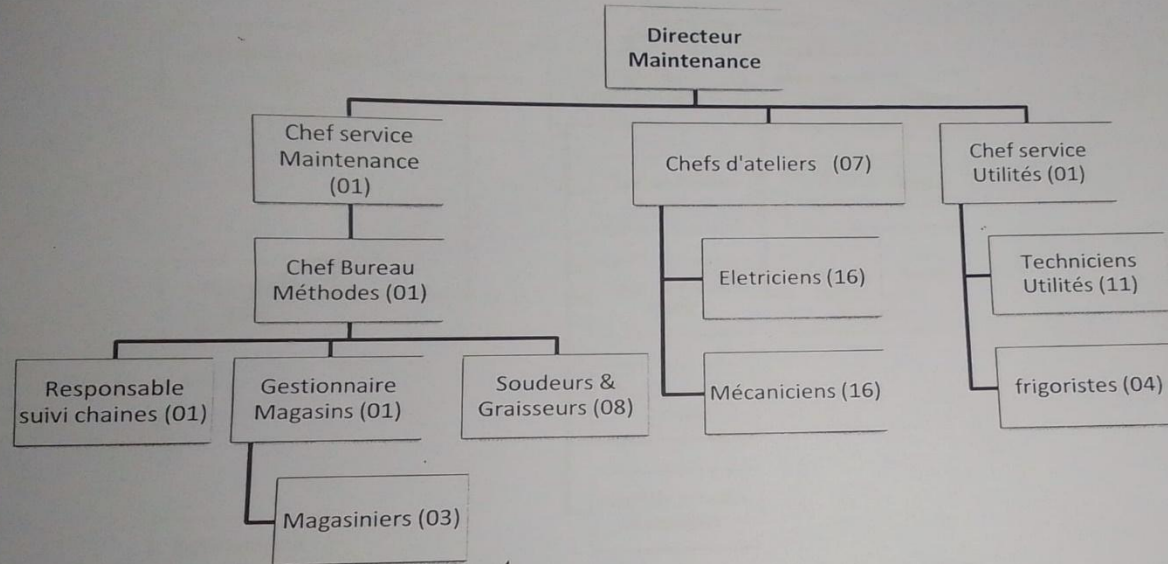 Directeur
Maintenance
Chef service
Maintenance
(01)
Chefs d'ateliers (07)
Chef service
Utilités (01)
Chef Bureau
Méthodes (01)
Eletriciens (16)
Techniciens
Utilités (11)
Responsable
suivi chaines (01)
Gestionnaire
Magasins (01)
Soudeurs &
Graisseurs (08)
Mécaniciens (16)
frigoristes (04)
Magasiniers (03)